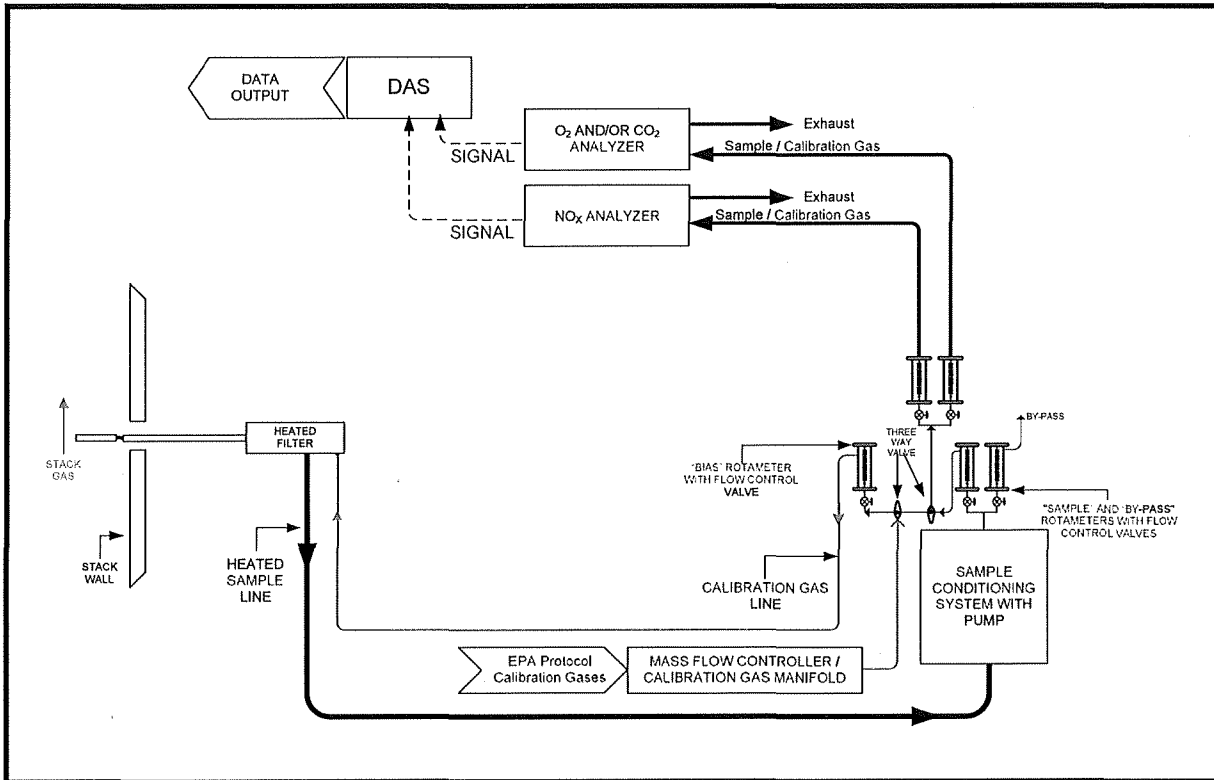 DATA
OUTPUT
DAS
O₂ AND/OR CO₂
ANALYZER
Exhaust
Sample / Calibration Gas
SIGNAL
NOX ANALYZER
Exhaust
Sample / Calibration Gas
SIGNAL
STACK
GAS
HEATED
FILTER
STACK
WALL
HEATED
SAMPLE
LINE
"BIAS" ROTAMETER
WITH FLOW CONTROL
VALVE
THREE
WAY
VALVE
BY-PASS
"SAMPLE" AND "BY-PASS"
ROTAMETERS WITH FLOW
CONTROL VALVES
CALIBRATION GAS
LINE
SAMPLE
CONDITIONING
SYSTEM WITH
PUMP
EPA Protocol
Calibration Gases
MASS FLOW CONTROLLER /
CALIBRATION GAS MANIFOLD